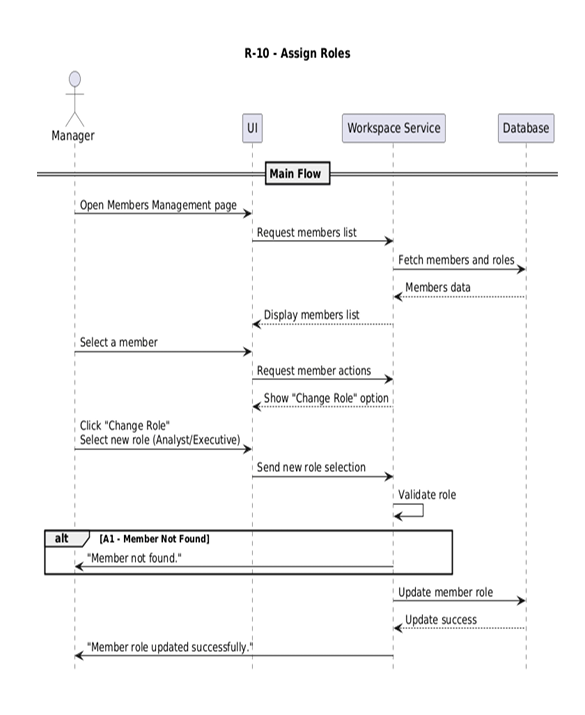 R-10 - Assign Roles
Manager
UI
Workspace Service
Database
Main Flow
Open Members Management page
Request members list
Fetch members and roles
Members data
Display members list
Select a member
Request member actions
Show "Change Role" option
Click "Change Role"
Select new role (Analyst/Executive)
Send new role selection
Validate role
alt [A1 - Member Not Found]
"Member not found."
Update member role
Update success
"Member role updated successfully."